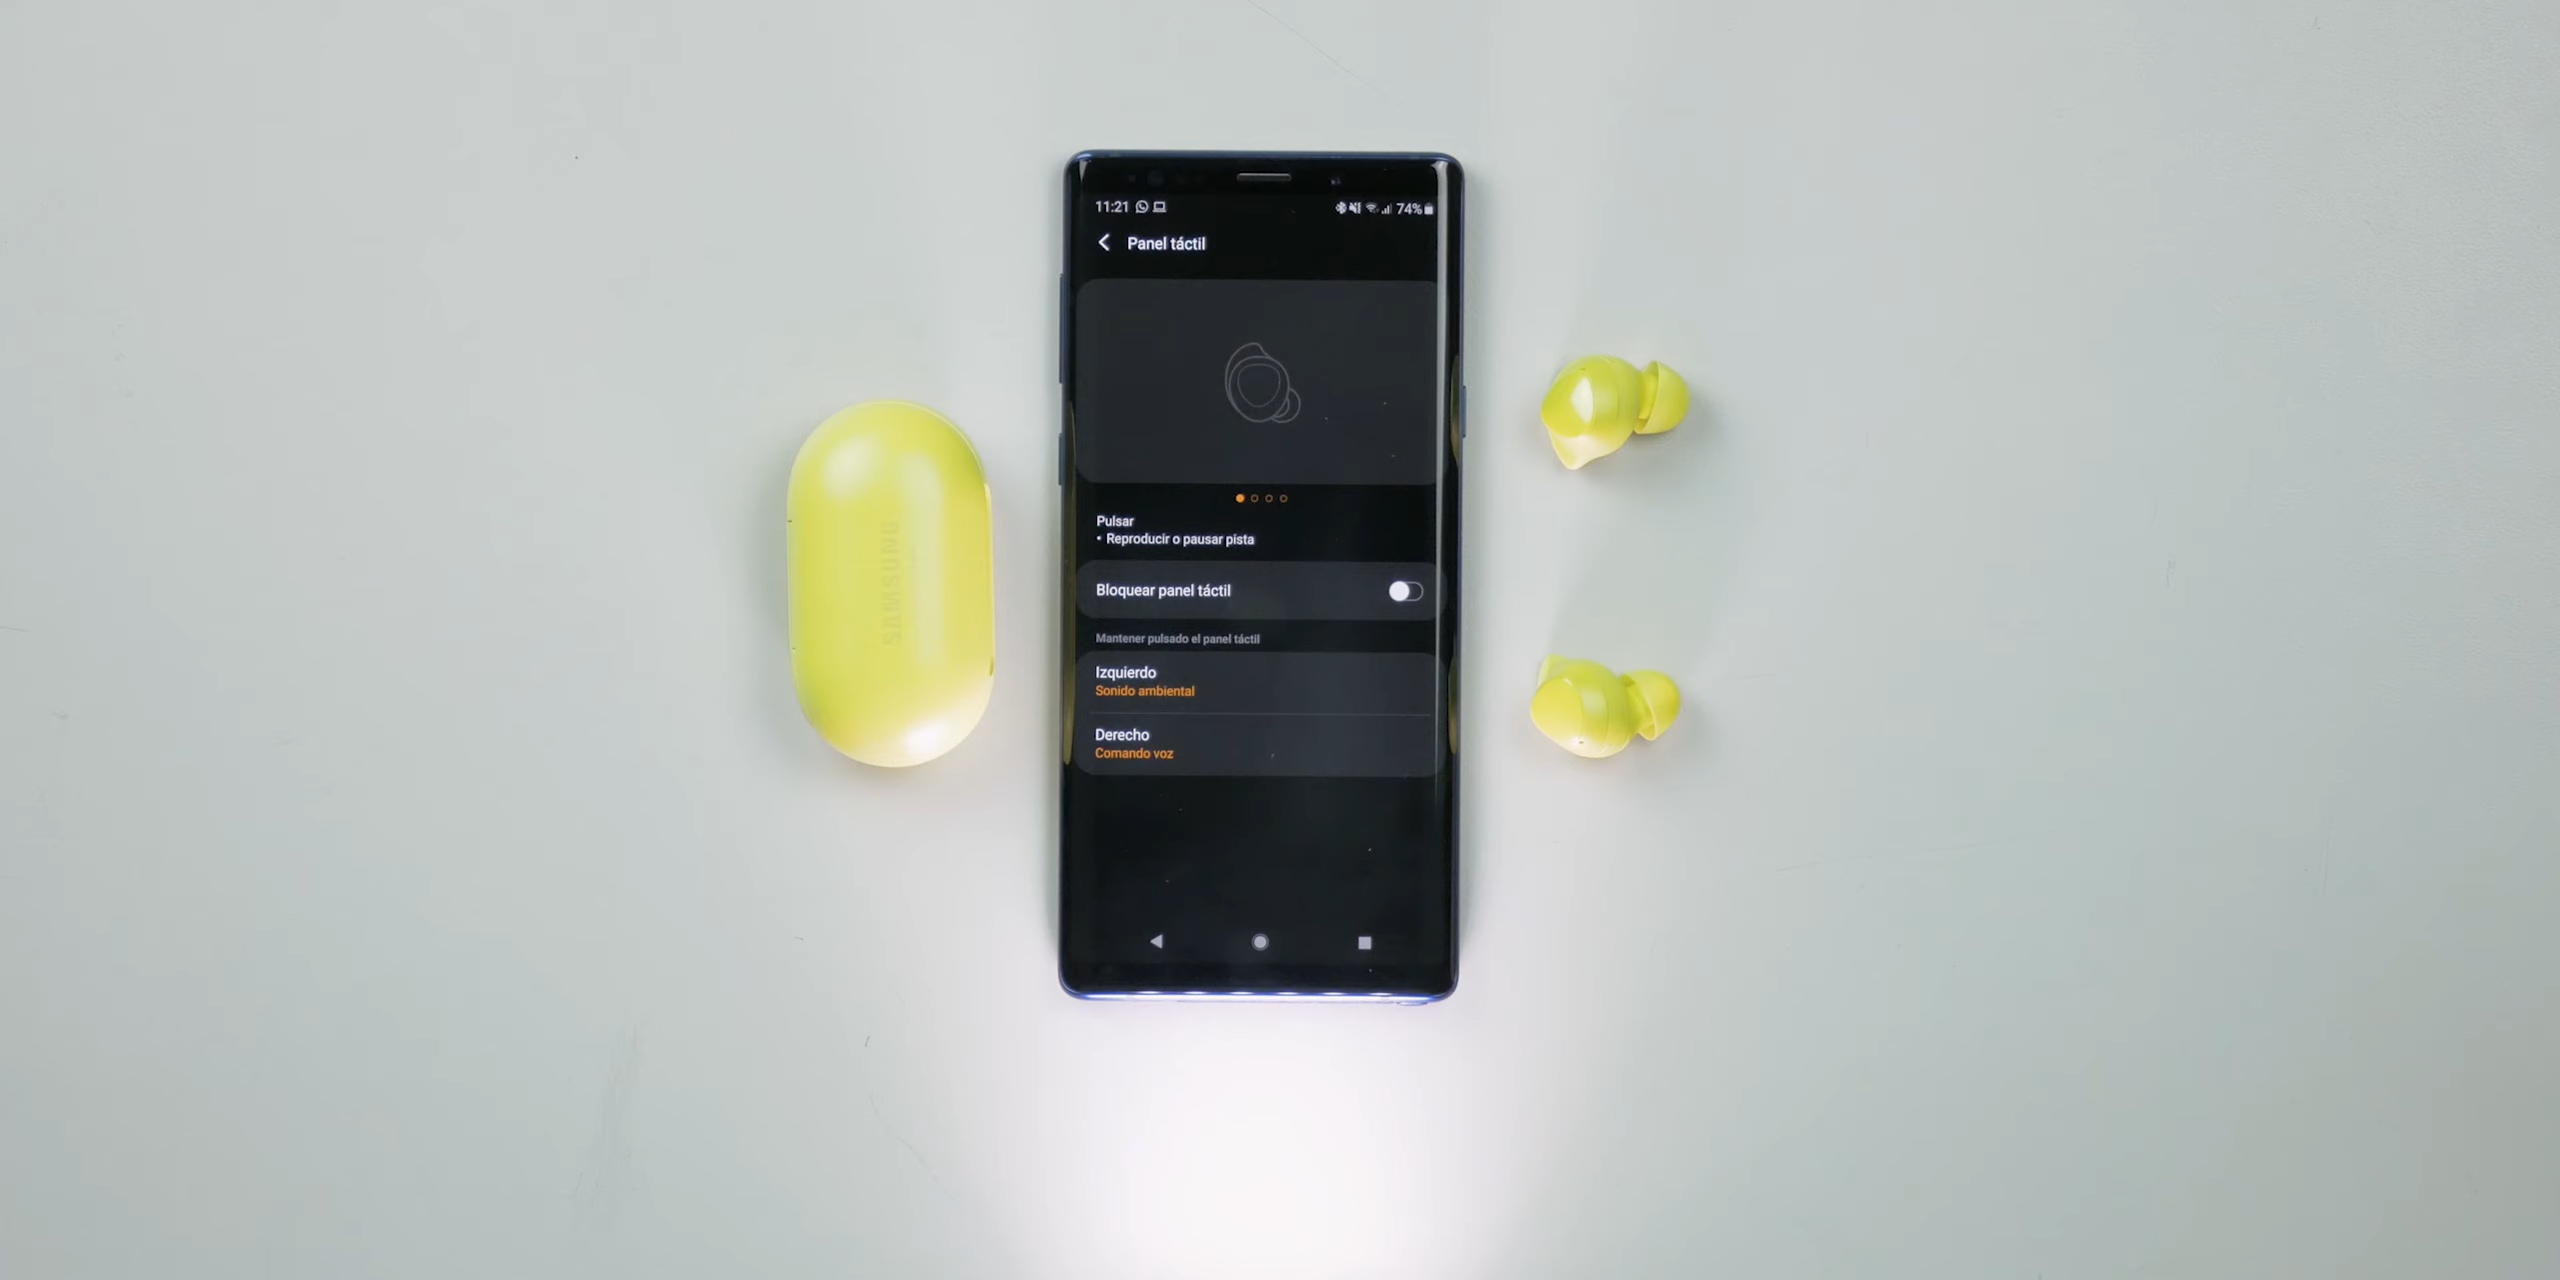 11:21
74%
Panel táctil
Pulsar
• Reproducir o pausar pista
Bloquear panel táctil
Mantener pulsado el panel táctil
Izquierdo
Sonido ambiental
Derecho
Comando voz
SAMSUNG